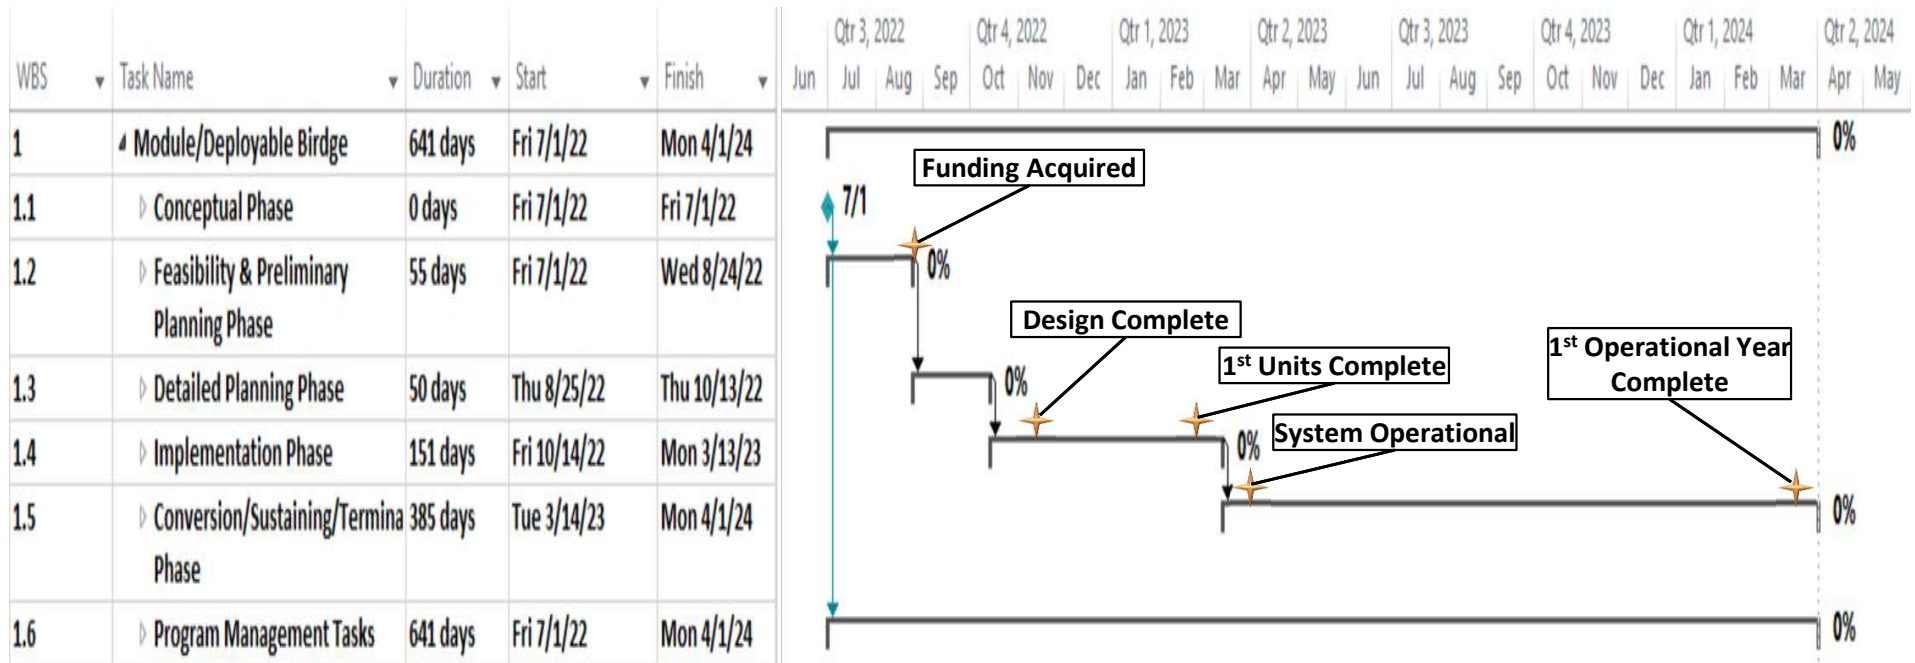 Qtr 3, 2022 Qtr 4, 2022 Qtr 1, 2023 Qtr 2, 2023 Qtr 3, 2023 Qtr 4, 2023 Qtr 1, 2024 Qtr 2, 2024
WBS Task Name Duration Start Finish Jun Jul Aug Sep Oct Nov Dec Jan Feb Mar Apr May Jun Jul Aug Sep Oct Nov Dec Jan Feb Mar Apr May
1 Module/Deployable Birdge 641 days Fri 7/1/22 Mon 4/1/24 0%
Funding Acquired
1.1 Conceptual Phase 0 days Fri 7/1/22 Fri 7/1/22 7/1
1.2 Feasibility & Preliminary 55 days Fri 7/1/22 Wed 8/24/22 0%
Planning Phase
Design Complete
1st Operational Year
Complete
1st Units Complete
1.3 Detailed Planning Phase 50 days Thu 8/25/22 Thu 10/13/22 0%
System Operational
1.4 Implementation Phase 151 days Fri 10/14/22 Mon 3/13/23 0%
1.5 Conversion/Sustaining/Termina 385 days Tue 3/14/23 Mon 4/1/24 0%
Phase
1.6 Program Management Tasks 641 days Fri 7/1/22 Mon 4/1/24 0%